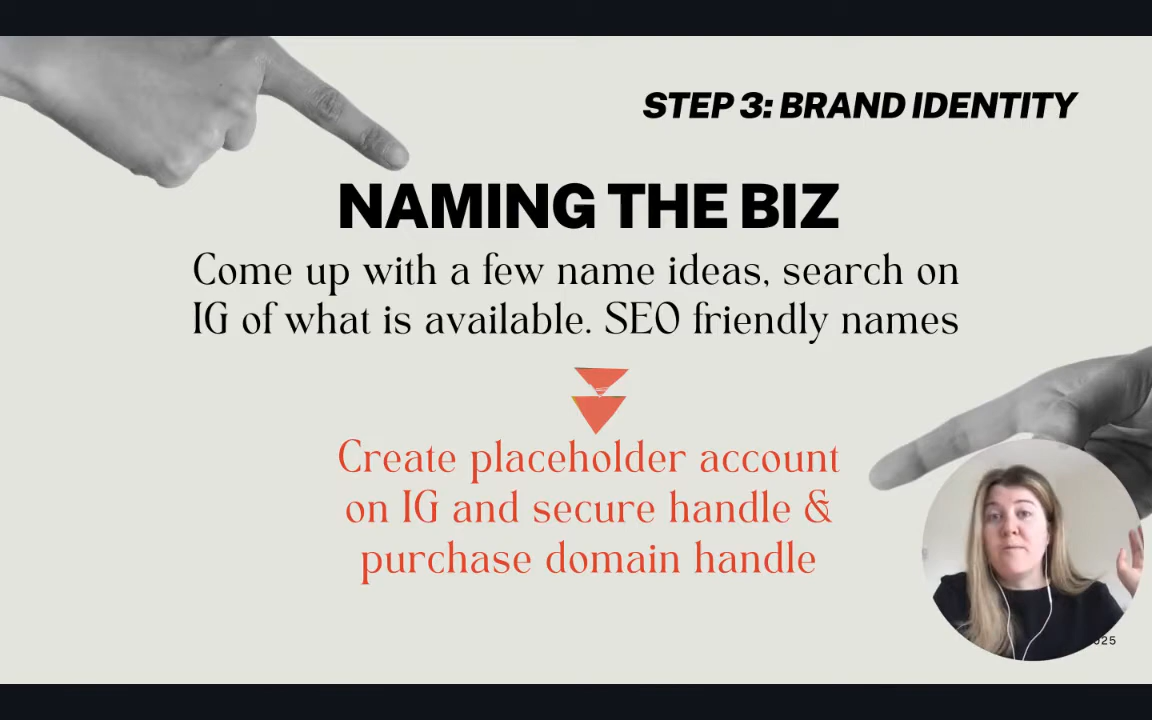 STEP 3: BRAND IDENTITY
NAMING THE BIZ
Come up with a few name ideas, search on
IG of what is available. SEO friendly names
Create placeholder account
on IG and secure handle &
purchase domain handle